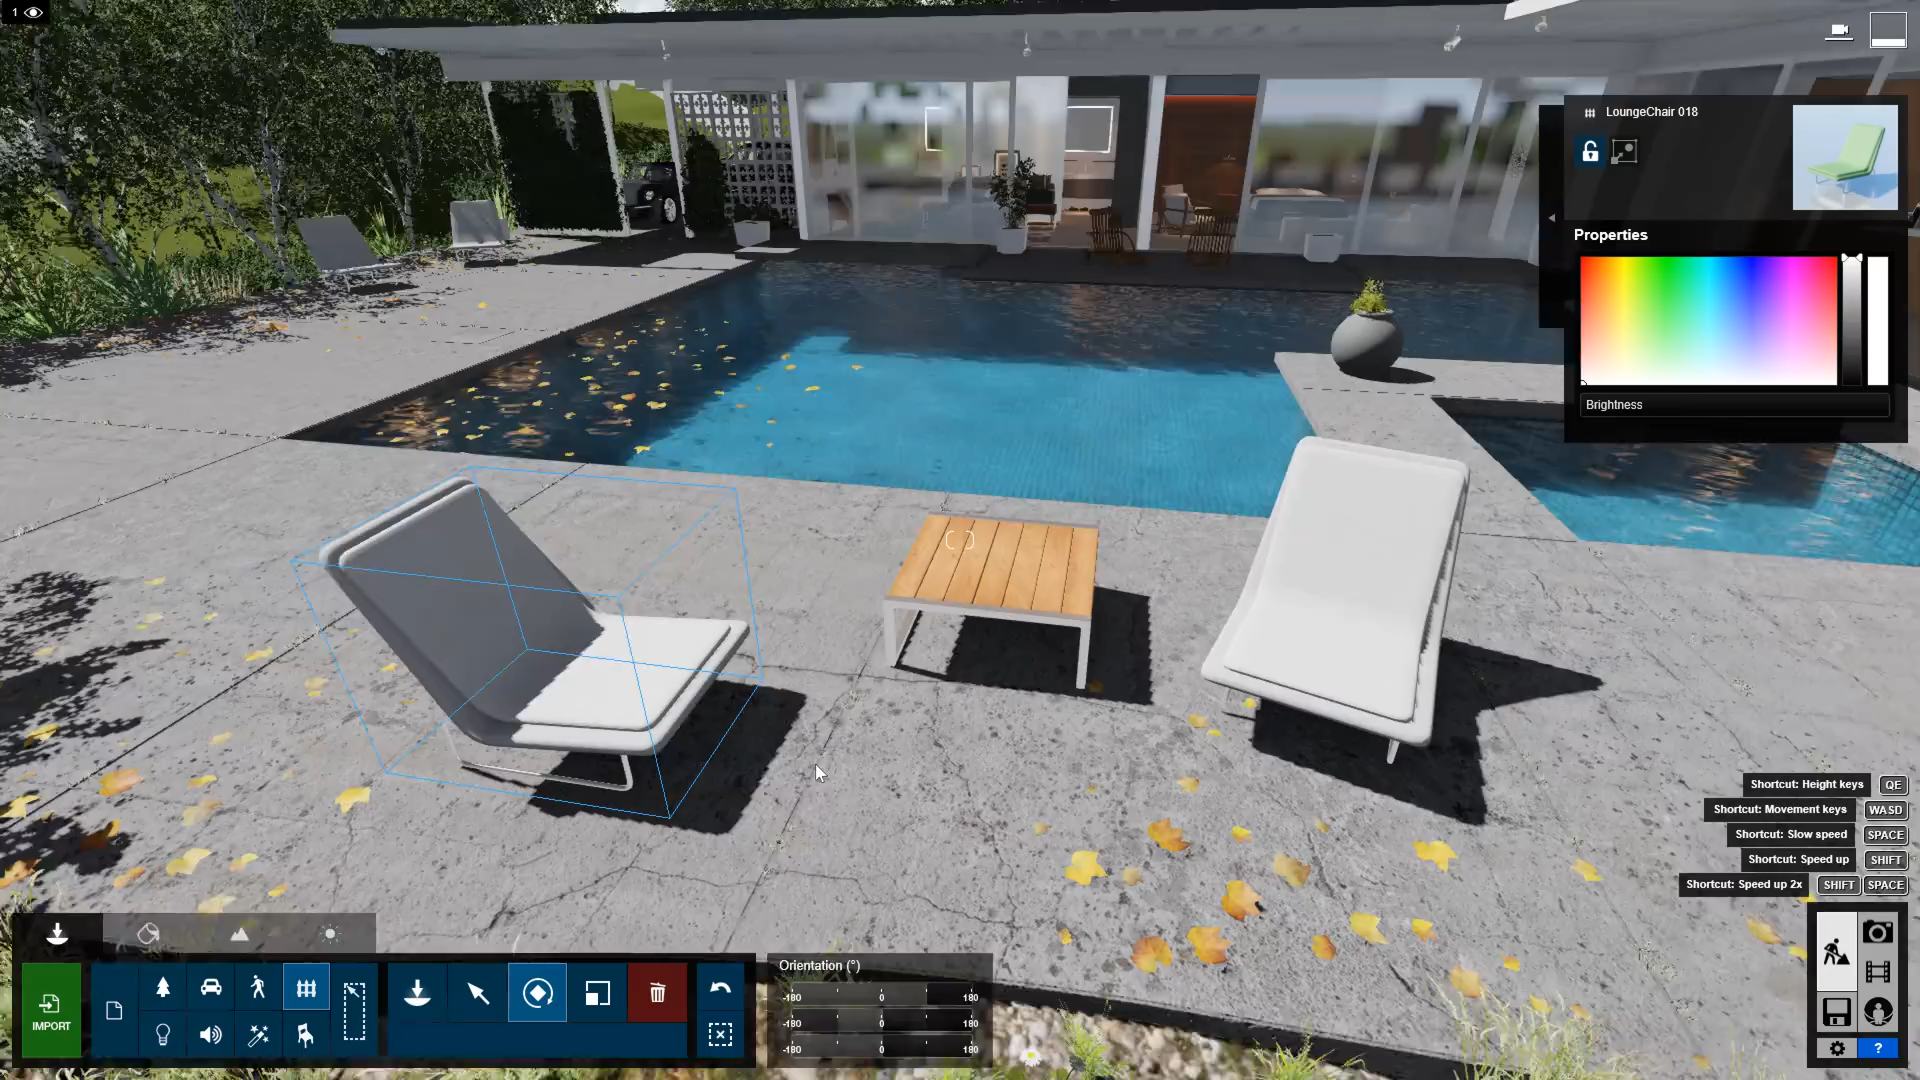 1
LoungeChair 018
Properties
Brightness
Shortcut: Height keys QE
Shortcut: Movement keys WASD
Shortcut: Slow speed SPACE
Shortcut: Speed up SHIFT
Shortcut: Speed up 2x SHIFT SPACE
IMPORT
Orientation (°)
-180 0 180
-180 0 180
-180 0 180
?